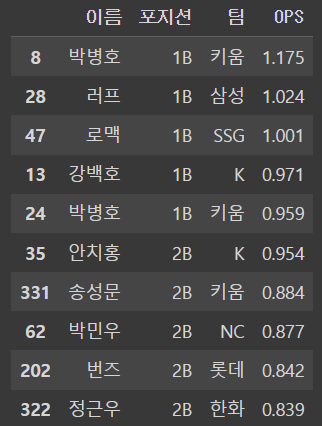 이름 포지션 팀 OPS
8 박병호 1B 키움 1.175
28 러프 1B 삼성 1.024
47 로맥 1B SSG 1.001
13 강백호 1B K 0.971
24 박병호 1B 키움 0.959
35 안치홍 2B K 0.954
331 송성문 2B 키움 0.884
62 박민우 2B NC 0.877
202 번즈 2B 롯데 0.842
322 정근우 2B 한화 0.839